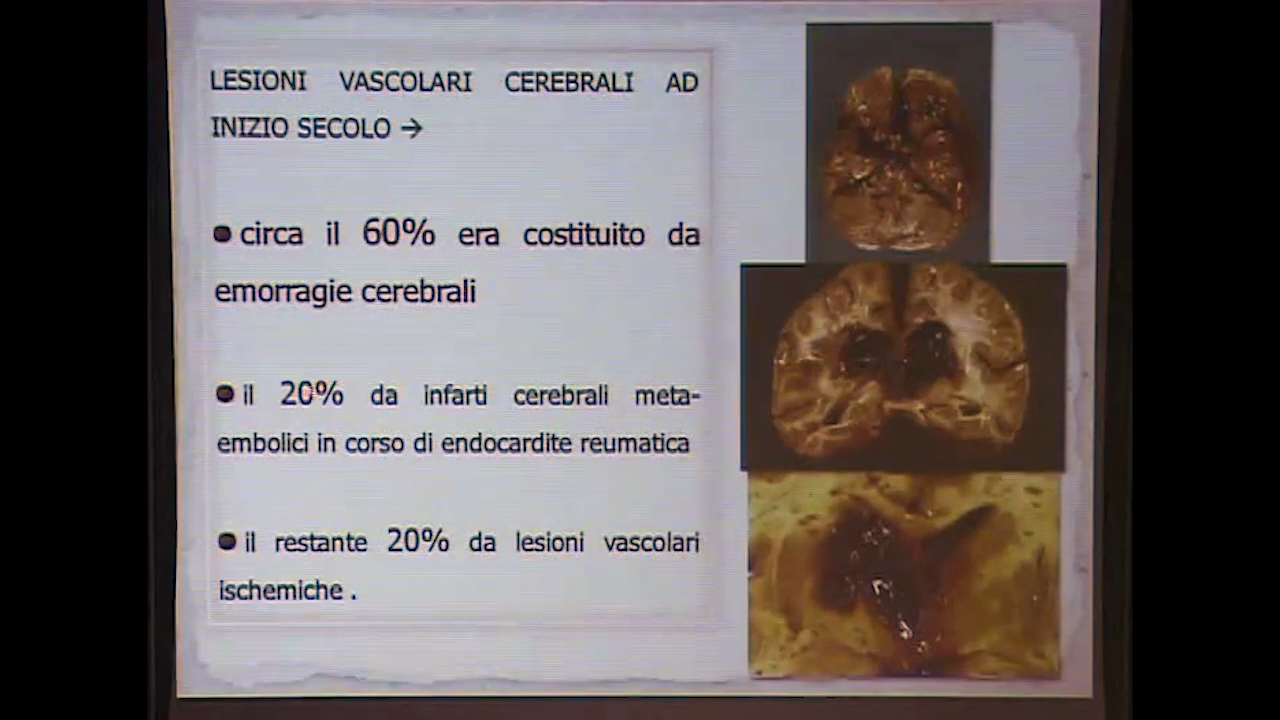 LESIONI VASCOLARI CEREBRALI AD
INIZIO SECOLO →
● circa il 60% era costituito da
emorragie cerebrali
● il 20% da infarti cerebrali meta-
embolici in corso di endocardite reumatica
● il restante 20% da lesioni vascolari
ischemiche .